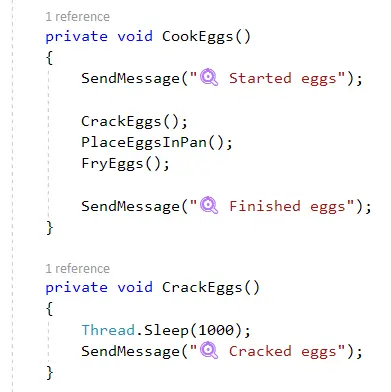 1 reference
private void CookEggs()
{
SendMessage("🍳 Started eggs");
CrackEggs();
PlaceEggsInPan();
FryEggs();
SendMessage("🍳 Finished eggs");
}
1 reference
private void CrackEggs()
{
Thread.Sleep(1000);
SendMessage("🍳 Cracked eggs");
}